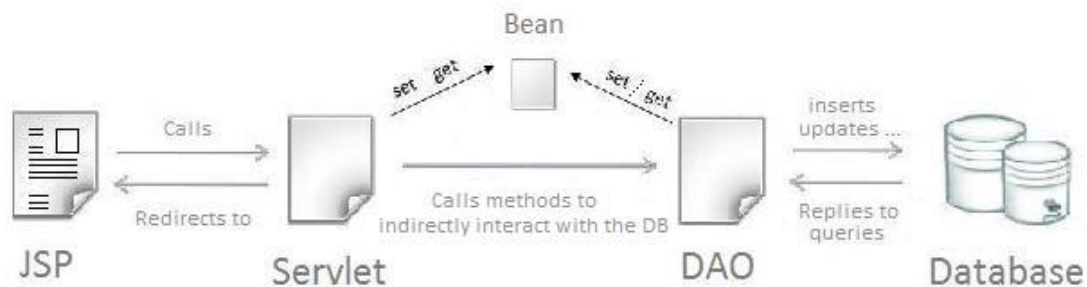 Bean
set get
set / get
Calls
Redirects to
Calls methods to
indirectly interact with the DB
inserts
updates ...
Replies to
queries
JSP
Servlet
DAO
Database